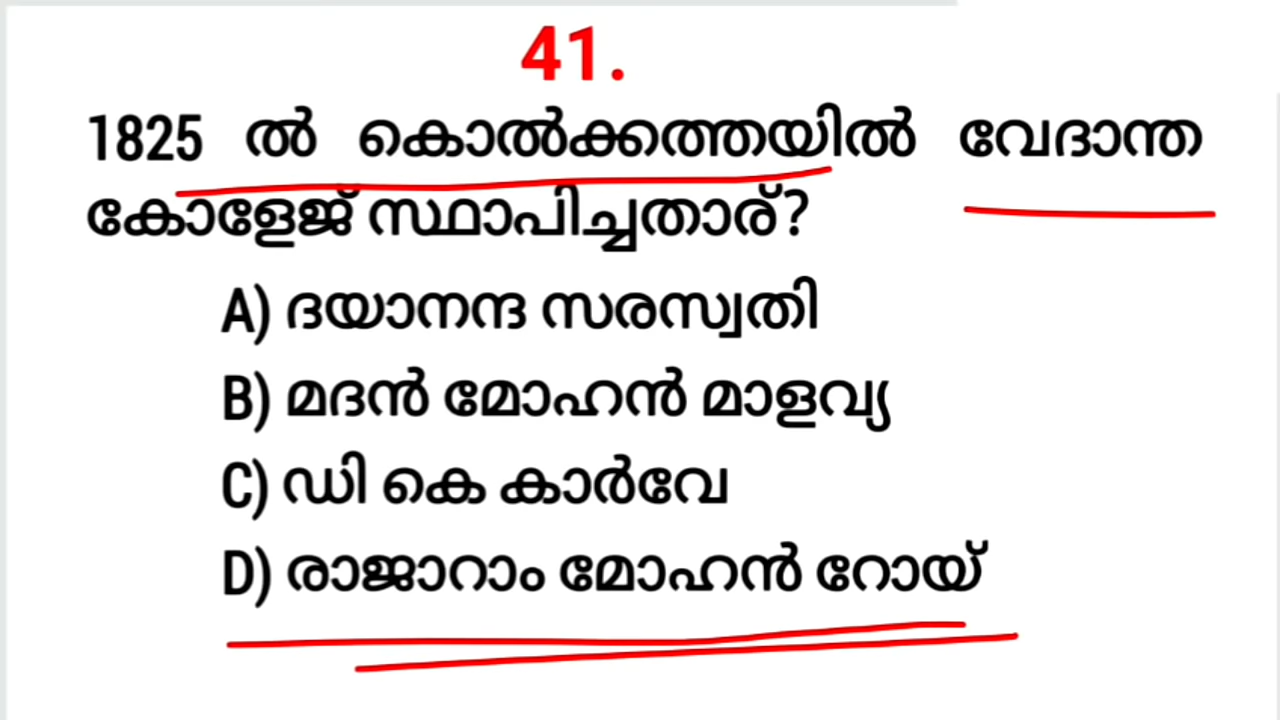 41.
1825 ൽ കൊൽക്കത്തയിൽ വേദാന്ത
കോളേജ് സ്ഥാപിച്ചതാര്?
A) ദയാനന്ദ സരസ്വതി
B) മദൻ മോഹൻ മാളവ്യ
C) ഡി കെ കാർവേ
D) രാജാറാം മോഹൻ റോയ്